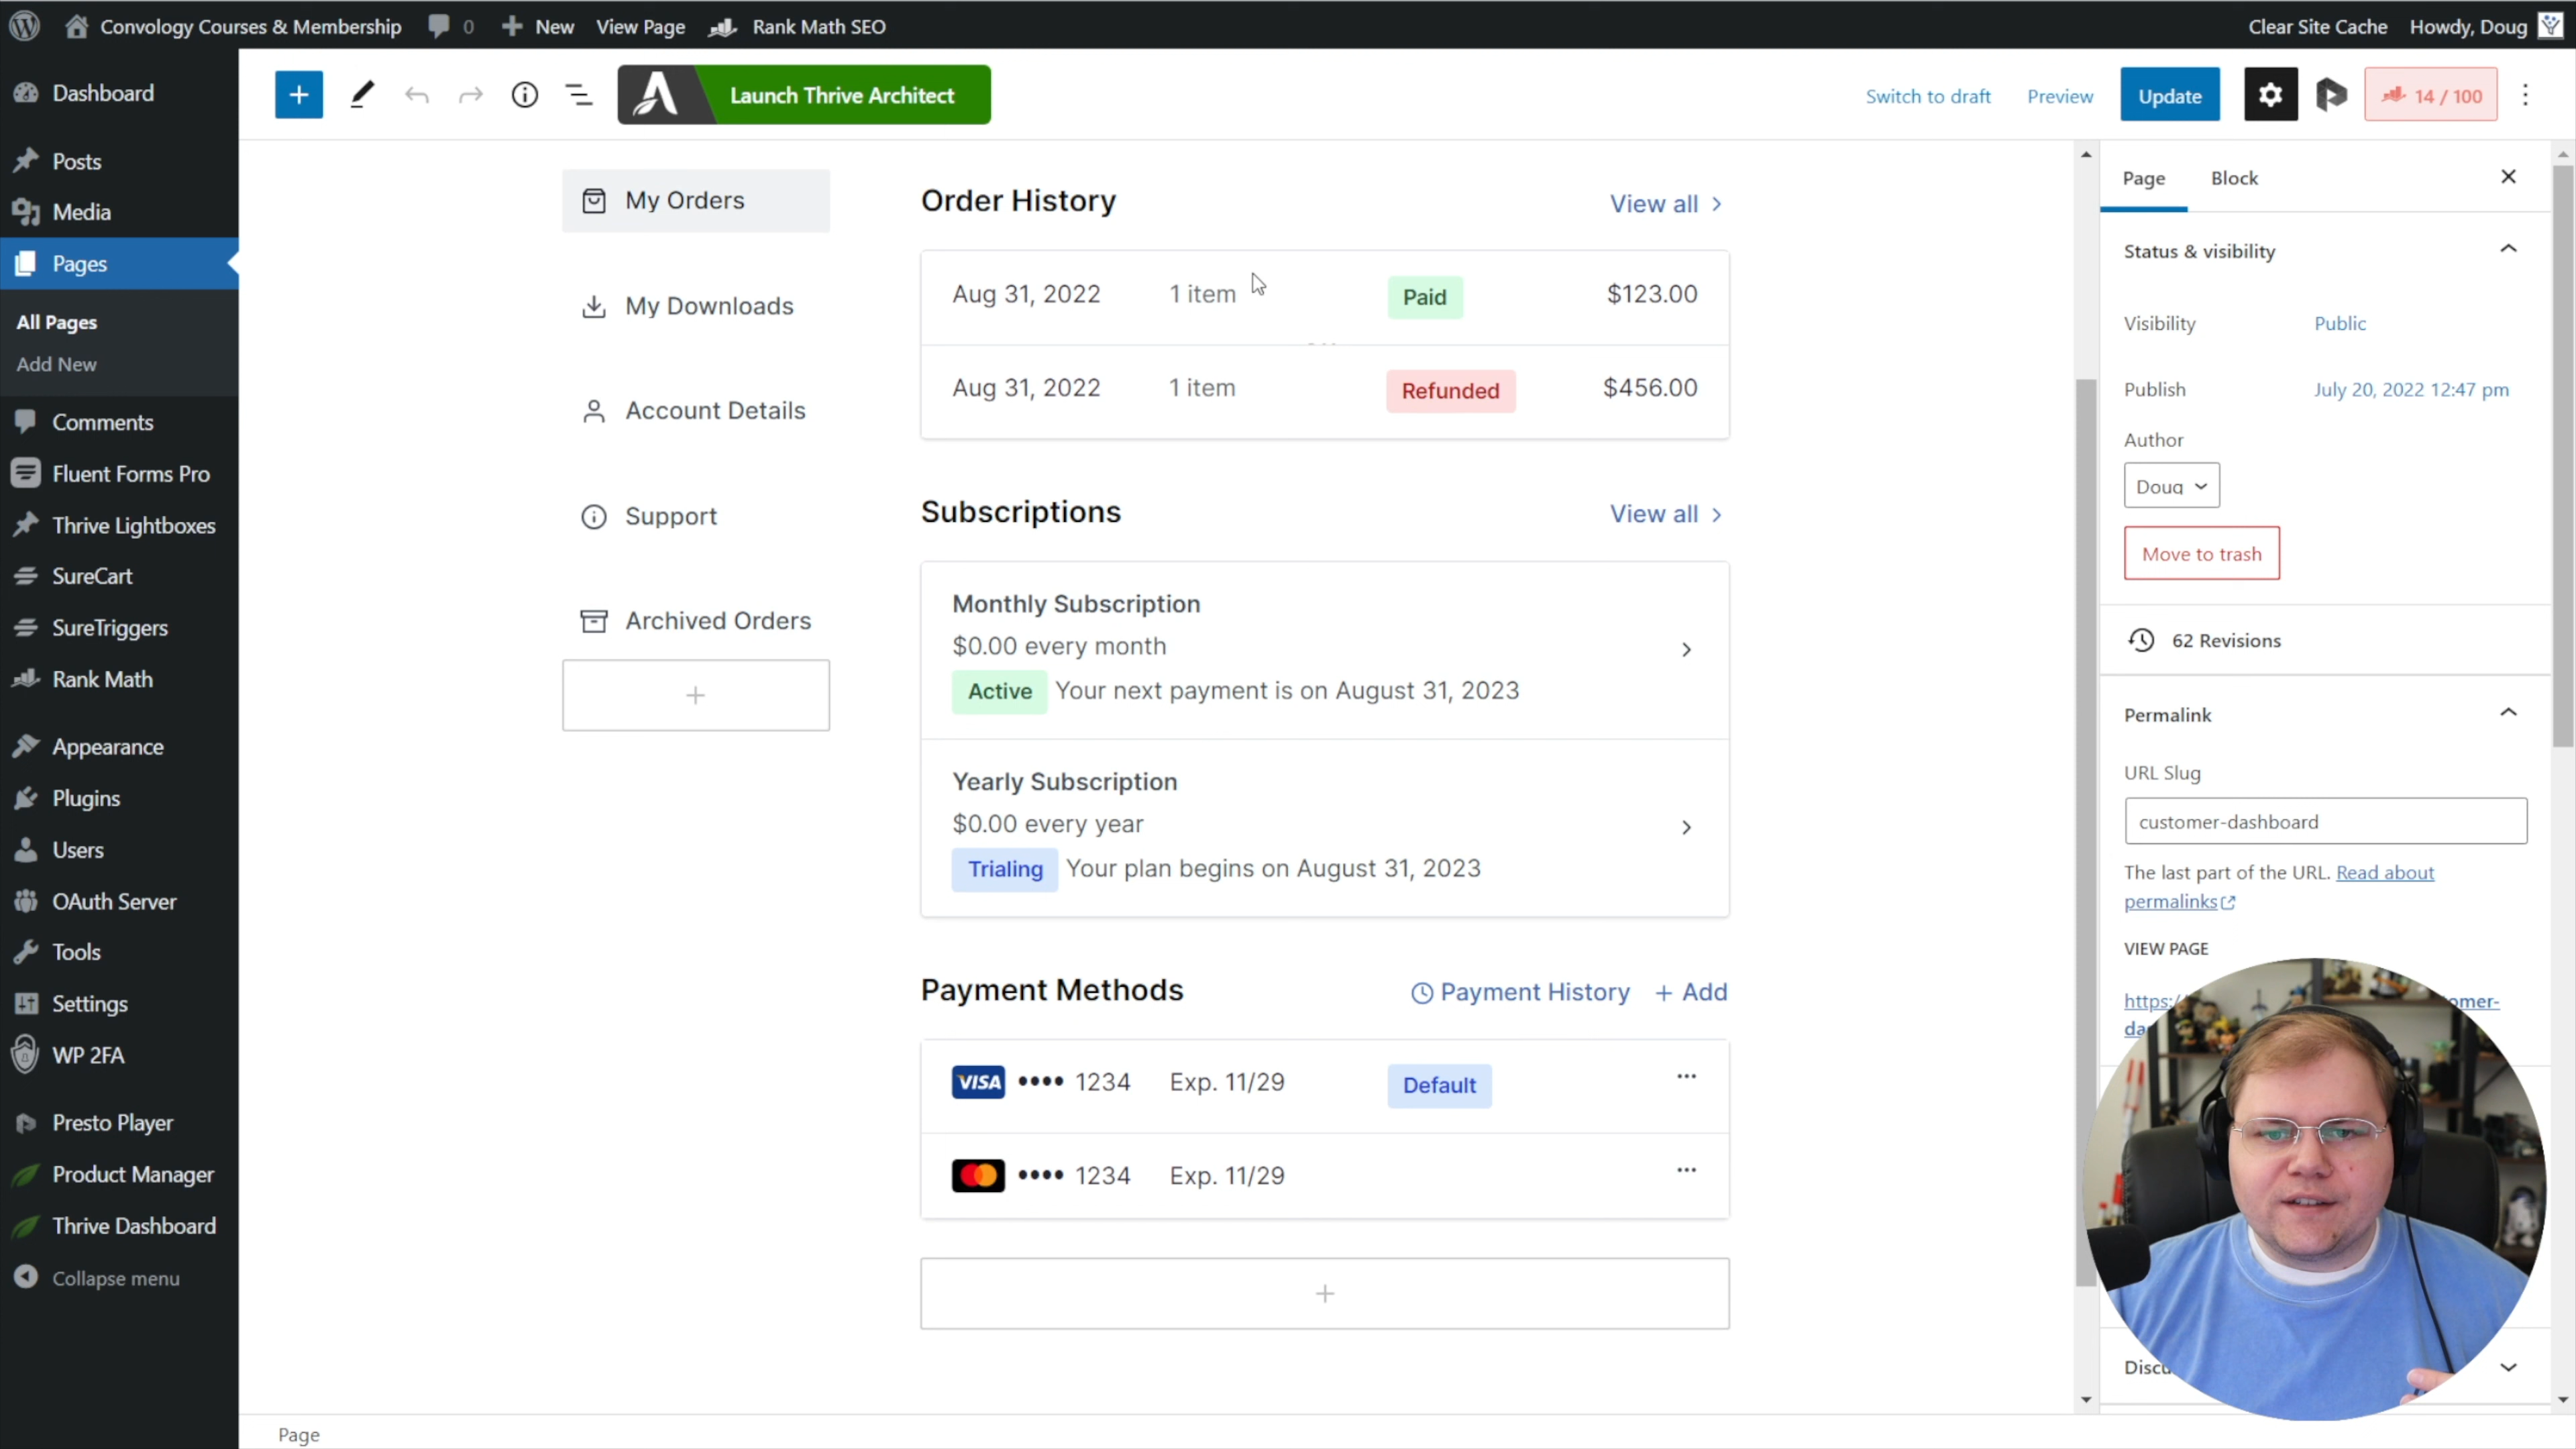 Convology Courses & Membership 0 New View Page Rank Math SEO Clear Site Cache Howdy, Doug
Launch Thrive Architect Switch to draft Preview Update 14 / 100
Dashboard
Posts
Media
Pages
All Pages
Add New
Comments
Fluent Forms Pro
Thrive Lightboxes
SureCart
SureTriggers
Rank Math
Appearance
Plugins
Users
OAuth Server
Tools
Settings
WP 2FA
Presto Player
Product Manager
Thrive Dashboard
Collapse menu
My Orders
My Downloads
Account Details
Support
Archived Orders
Order History View all
Aug 31, 2022 1 item Paid $123.00
Aug 31, 2022 1 item Refunded $456.00
Subscriptions View all
Monthly Subscription
$0.00 every month
Active Your next payment is on August 31, 2023
Yearly Subscription
$0.00 every year
Trialing Your plan begins on August 31, 2023
Payment Methods Payment History + Add
VISA •••• 1234 Exp. 11/29 Default
•••• 1234 Exp. 11/29
Page Block
Status & visibility
Visibility Public
Publish July 20, 2022 12:47 pm
Author
Doug
Move to trash
62 Revisions
Permalink
URL Slug
customer-dashboard
The last part of the URL. Read about
permalinks
VIEW PAGE
https:/ omer-
da
Discu
Page